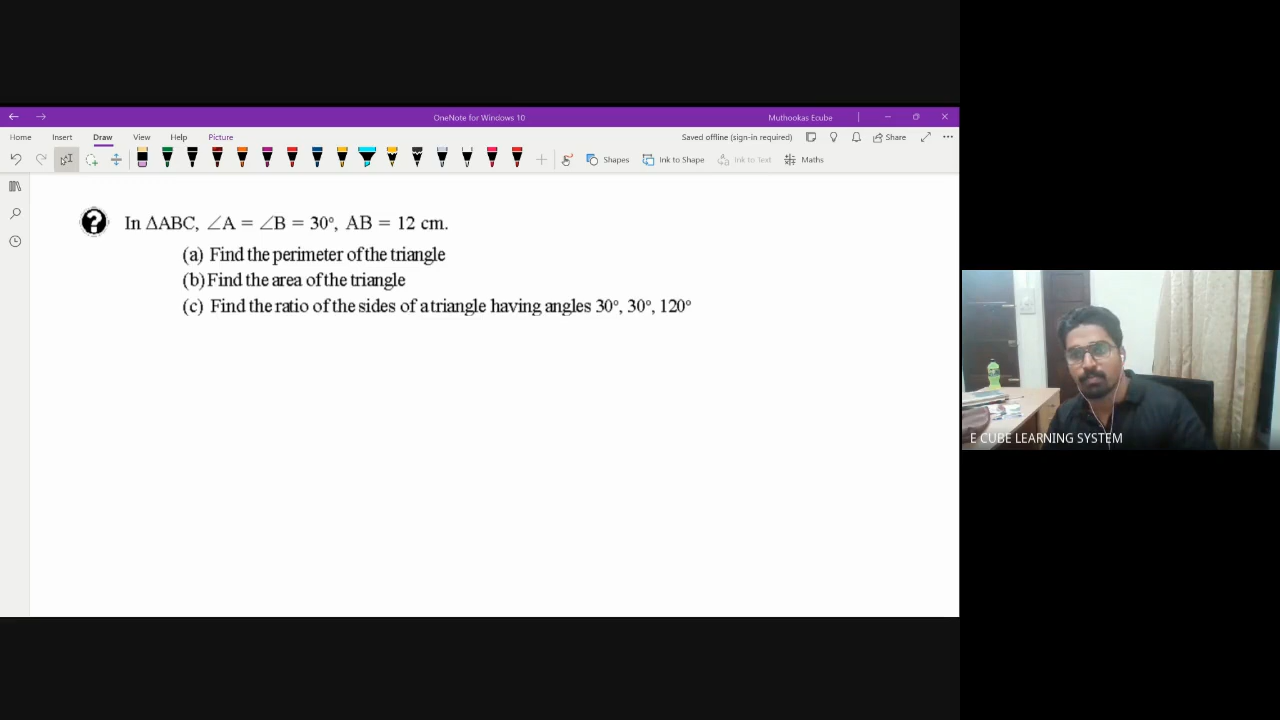 OneNote for Windows 10
Muthookas Ecube
Home Insert Draw View Help Picture
Saved offline (sign-in required) Share
Shapes Ink to Shape Ink to Text Maths
? In ΔABC, ∠A = ∠B = 30°, AB = 12 cm.
(a) Find the perimeter of the triangle
(b) Find the area of the triangle
(c) Find the ratio of the sides of a triangle having angles 30°, 30°, 120°
E CUBE LEARNING SYSTEM